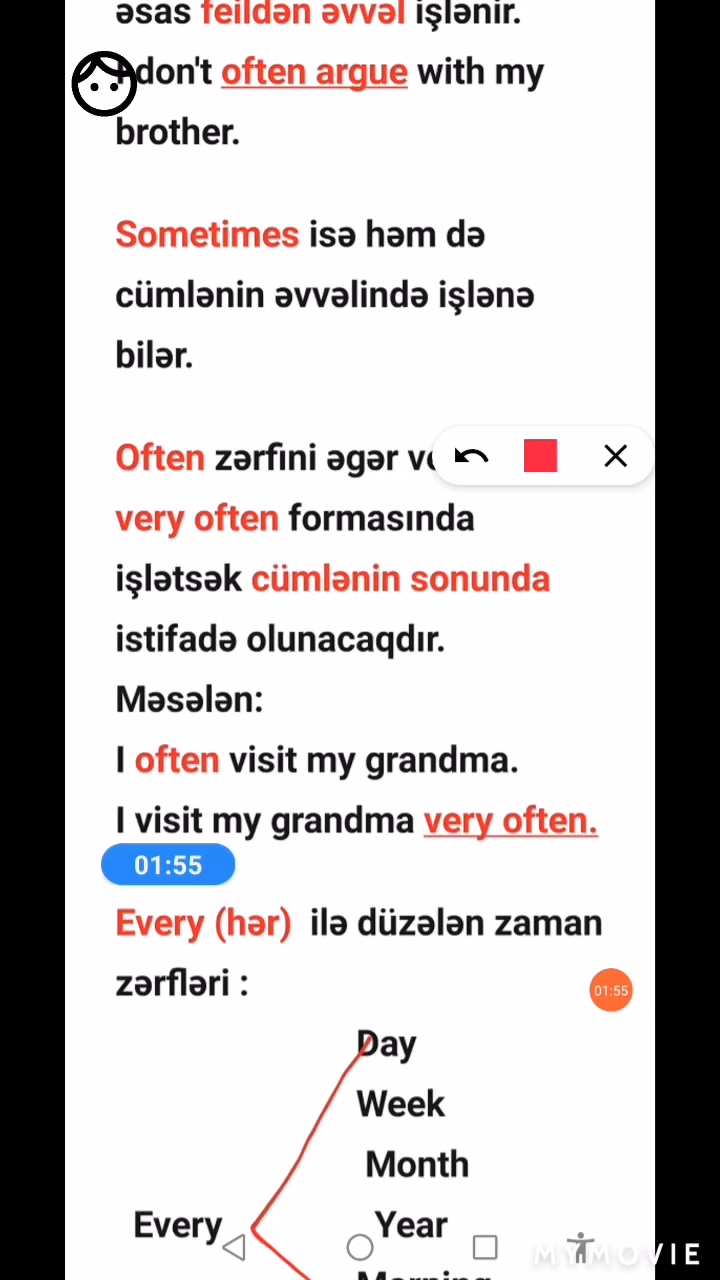 əsas feildən əvvəl işlənir.
don't often argue with my
brother.
Sometimes isə həm də
cümlənin əvvəlində işlənə
bilər.
Often zərfini əgər
very often formasında
işlətsək cümlənin sonunda
istifadə olunacaqdır.
Məsələn:
I often visit my grandma.
I visit my grandma very often.
01:55
Every (hər) ilə düzələn zaman
zərfləri :
01:55
Day
Week
Month
Every Year
Morning
MYMOVIE